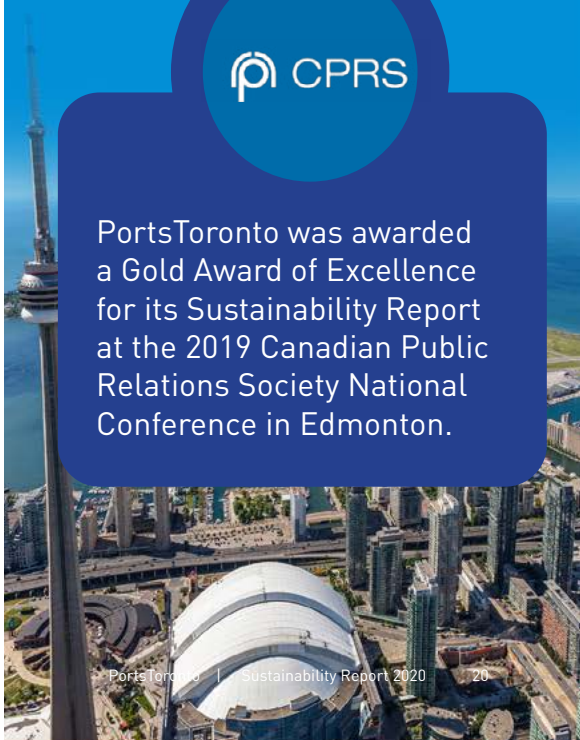 CPRS
PortsToronto was awarded
a Gold Award of Excellence
for its Sustainability Report
at the 2019 Canadian Public
Relations Society National
Conference in Edmonton.
PortsToronto | Sustainability Report 2020 20